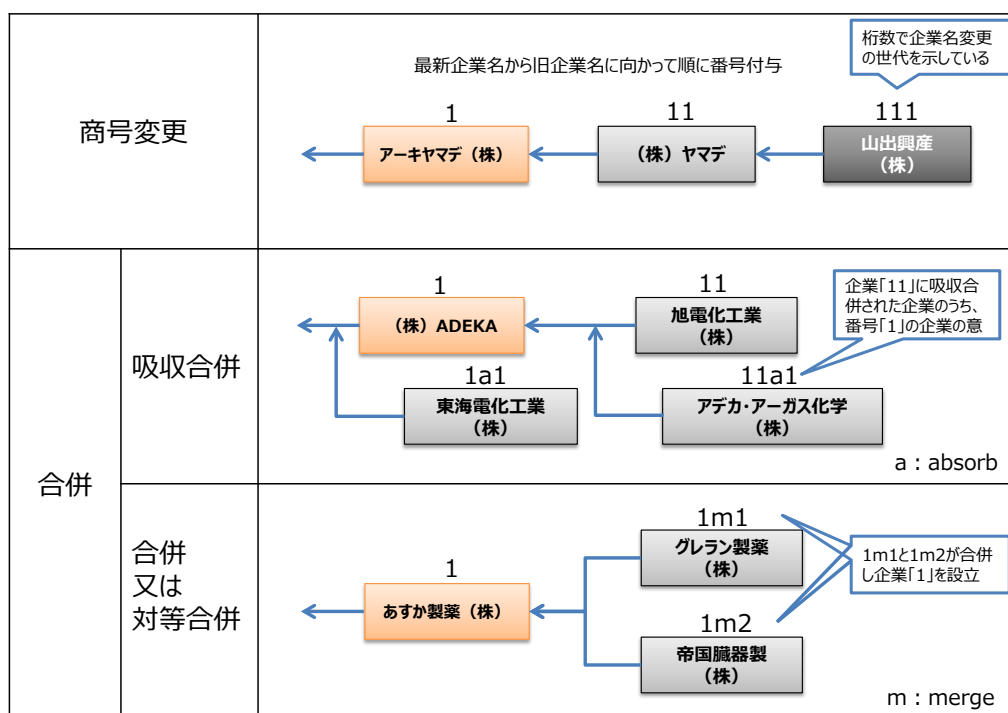 桁数で企業名変更
の世代を示している
最新企業名から旧企業名に向かって順に番号付与
商号変更
1
11
111
アーキヤマデ（株）
（株）ヤマデ
山出興産
（株）
合併
吸収合併
1
11
企業「11」に吸収合
併された企業のうち、
番号「1」の企業の意
（株）ADEKA
旭電化工業
（株）
1a1
11a1
東海電化工業
（株）
アデカ・アーガス化学
（株）
a：absorb
合併
又は
対等合併
1m1
グレラン製薬
（株）
1m1と1m2が合併
し企業「1」を設立
1
あすか製薬（株）
1m2
帝国臓器製
（株）
m：merge